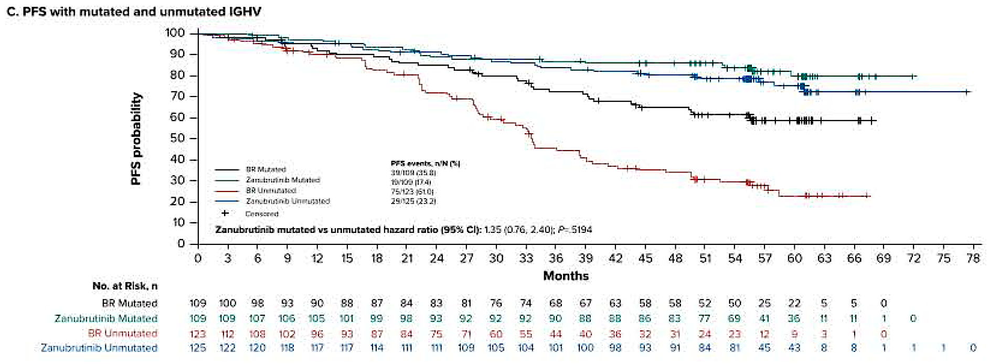 C. PFS with mutated and unmutated IGHV
100
90
80
70
60
50
40
30
20
10
0
PFS probability
PFS events, n/N (%)
BR Mutated 39/109 (35.8)
Zanubrutinib Mutated 19/109 (17.4)
BR Unmutated 75/123 (61.0)
Zanubrutinib Unmutated 29/125 (23.2)
+ Censored
Zanubrutinib mutated vs unmutated hazard ratio (95% CI): 1.35 (0.76, 2.40); P=.5194
0 3 6 9 12 15 18 21 24 27 30 33 36 39 42 45 48 51 54 57 60 63 66 69 72 75 78
Months
No. at Risk, n
BR Mutated 109 100 98 93 90 88 87 84 83 81 76 74 68 67 63 58 58 52 50 25 22 5 5 0
Zanubrutinib Mutated 109 109 107 106 105 101 99 98 93 92 92 92 90 88 88 86 83 77 69 41 36 11 11 1 0
BR Unmutated 123 112 108 102 96 93 87 84 75 71 60 55 44 40 36 32 31 24 23 12 9 3 1 0
Zanubrutinib Unmutated 125 122 120 118 117 117 114 111 111 109 105 104 101 100 98 93 91 84 81 45 43 8 8 1 1 1 0